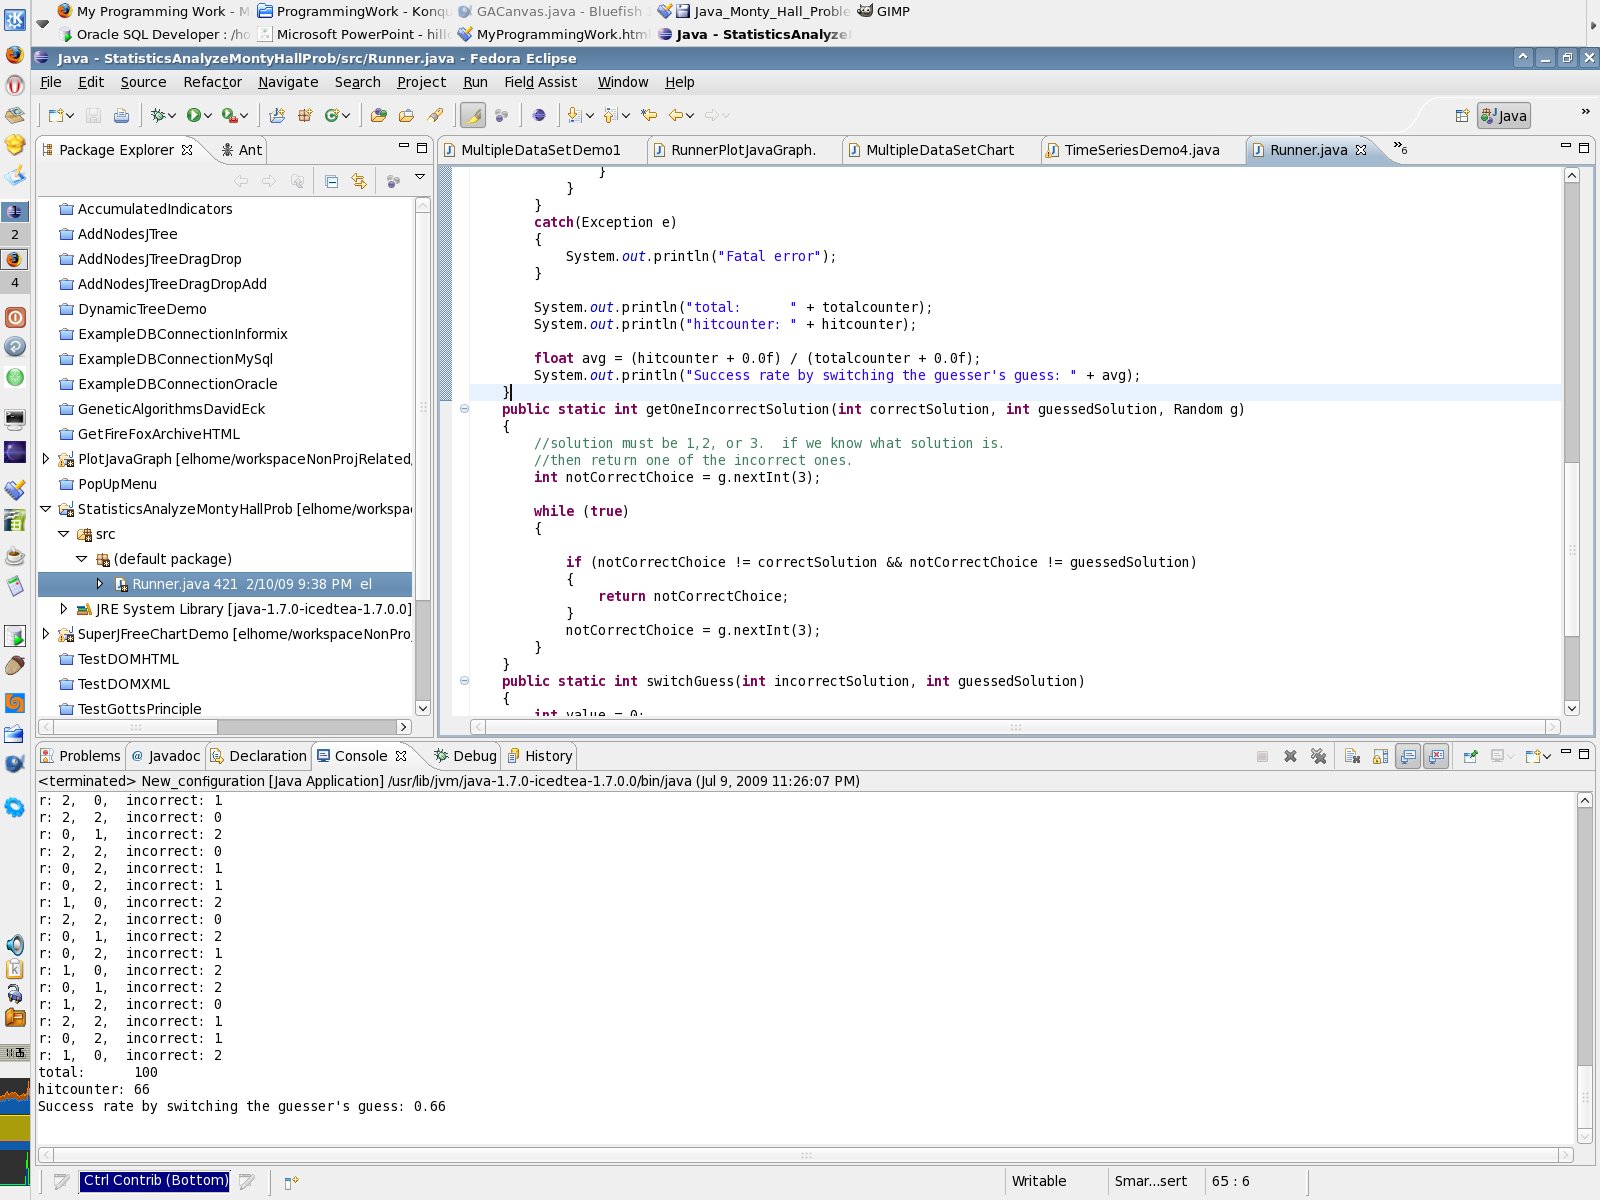 My Programming Work - M
ProgrammingWork - Konqu
GACanvas.java - Bluefish
Java_Monty_Hall_Proble
GIMP
Oracle SQL Developer : /ho
Microsoft PowerPoint - hill
MyProgrammingWork.html
Java - StatisticsAnalyze
Java - StatisticsAnalyzeMontyHallProb/src/Runner.java - Fedora Eclipse
File Edit Source Refactor Navigate Search Project Run Field Assist Window Help
Java
Package Explorer
Ant
MultipleDataSetDemo1
RunnerPlotJavaGraph.
MultipleDataSetChart
TimeSeriesDemo4.java
Runner.java
»6
1
2
4
AccumulatedIndicators
AddNodesJTree
AddNodesJTreeDragDrop
AddNodesJTreeDragDropAdd
DynamicTreeDemo
ExampleDBConnectionInformix
ExampleDBConnectionMySql
ExampleDBConnectionOracle
GeneticAlgorithmsDavidEck
GetFireFoxArchiveHTML
PlotJavaGraph [elhome/workspaceNonProjRelated,
PopUpMenu
StatisticsAnalyzeMontyHallProb [elhome/workspa
src
(default package)
Runner.java 421 2/10/09 9:38 PM el
JRE System Library [java-1.7.0-icedtea-1.7.0.0]
SuperJFreeChartDemo [elhome/workspaceNonPro
TestDOMHTML
TestDOMXML
TestGottsPrinciple
}
}
}
catch(Exception e)
{
System.out.println("Fatal error");
}
System.out.println("total:      " + totalcounter);
System.out.println("hitcounter: " + hitcounter);
float avg = (hitcounter + 0.0f) / (totalcounter + 0.0f);
System.out.println("Success rate by switching the guesser's guess: " + avg);
}
public static int getOneIncorrectSolution(int correctSolution, int guessedSolution, Random g)
{
//solution must be 1,2, or 3.  if we know what solution is.
//then return one of the incorrect ones.
int notCorrectChoice = g.nextInt(3);
while (true)
{
if (notCorrectChoice != correctSolution && notCorrectChoice != guessedSolution)
{
return notCorrectChoice;
}
notCorrectChoice = g.nextInt(3);
}
}
public static int switchGuess(int incorrectSolution, int guessedSolution)
{
int value = 0;
Problems
@ Javadoc
Declaration
Console
Debug
History
<terminated> New_configuration [Java Application] /usr/lib/jvm/java-1.7.0-icedtea-1.7.0.0/bin/java (Jul 9, 2009 11:26:07 PM)
r: 2,  0,  incorrect: 1
r: 2,  2,  incorrect: 0
r: 0,  1,  incorrect: 2
r: 2,  2,  incorrect: 0
r: 0,  2,  incorrect: 1
r: 0,  2,  incorrect: 1
r: 1,  0,  incorrect: 2
r: 2,  2,  incorrect: 0
r: 0,  1,  incorrect: 2
r: 0,  2,  incorrect: 1
r: 1,  0,  incorrect: 2
r: 0,  1,  incorrect: 2
r: 1,  2,  incorrect: 0
r: 2,  2,  incorrect: 1
r: 0,  2,  incorrect: 1
r: 1,  0,  incorrect: 2
total:      100
hitcounter: 66
Success rate by switching the guesser's guess: 0.66
Ctrl Contrib (Bottom)
Writable
Smar...sert
65 : 6